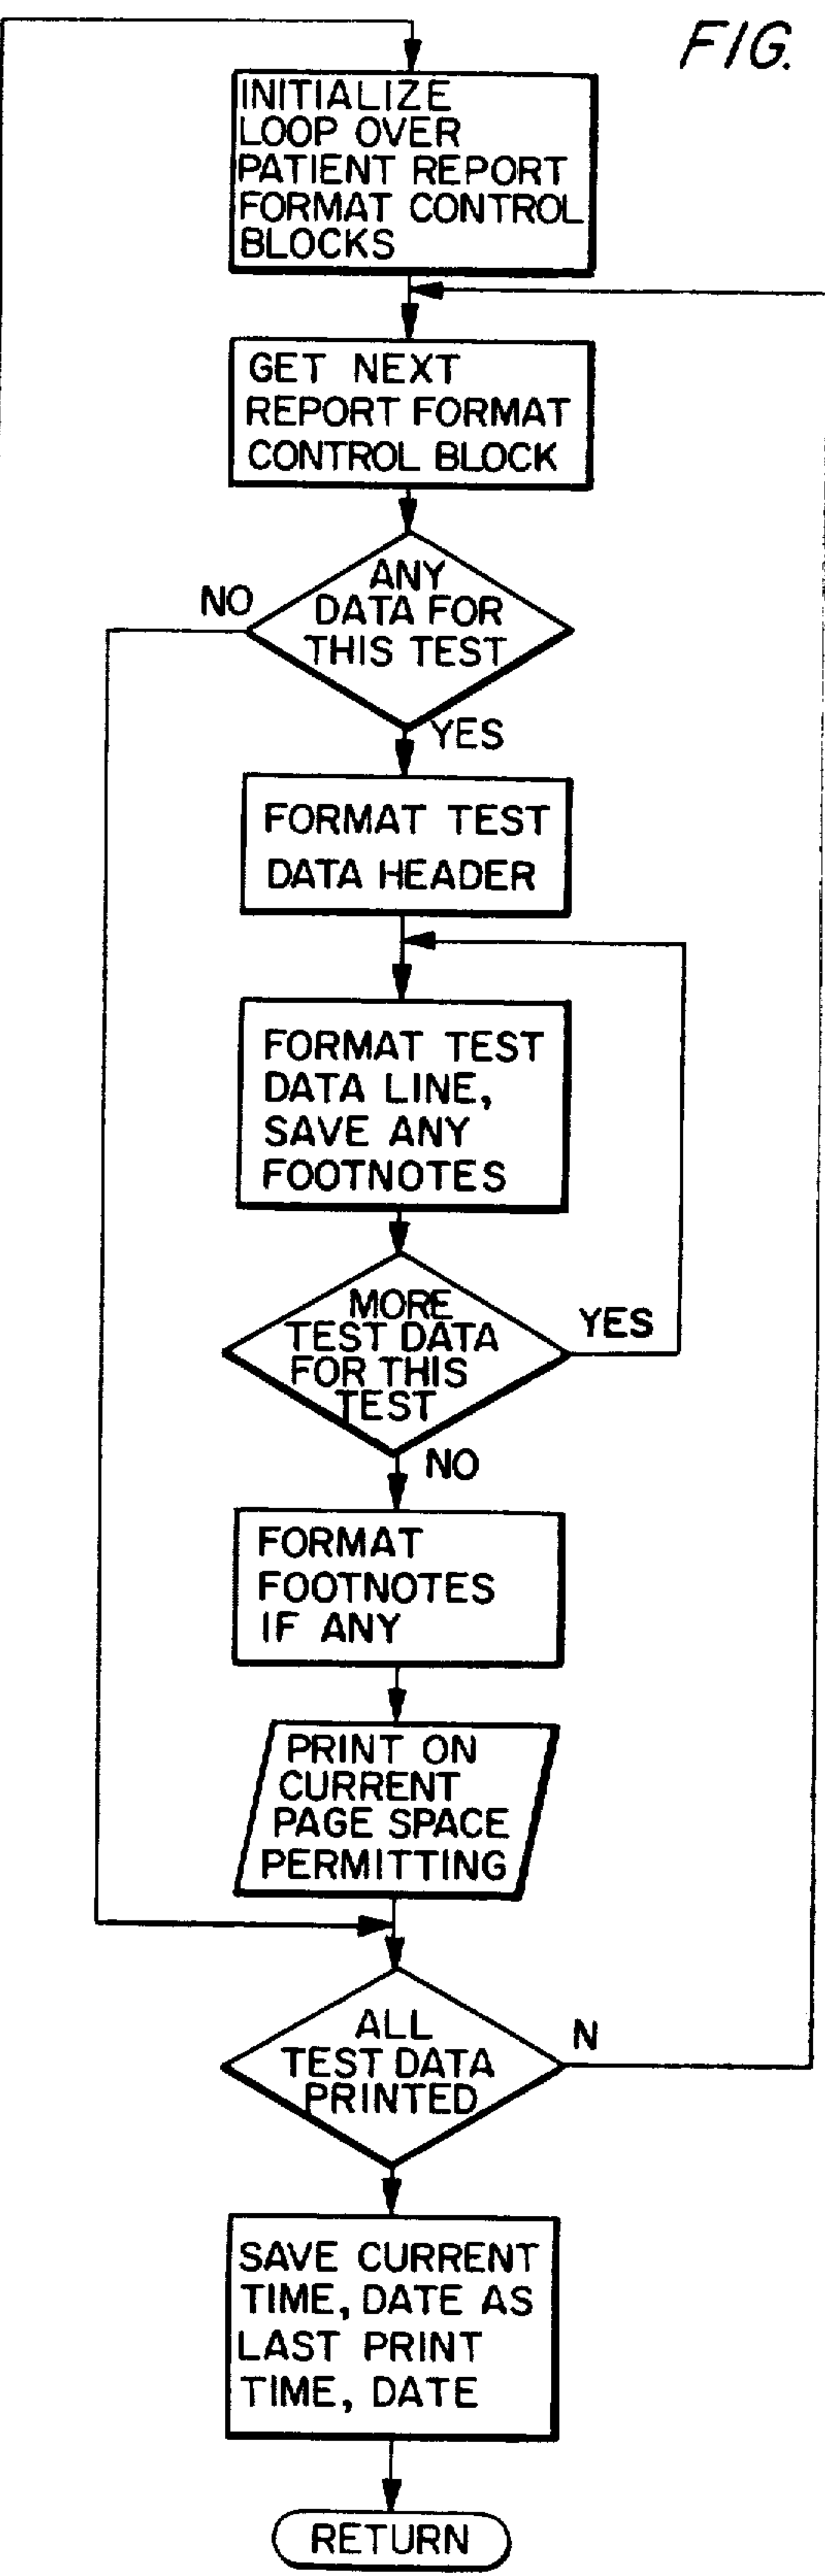 FIG.
INITIALIZE
LOOP OVER
PATIENT REPORT
FORMAT CONTROL
BLOCKS
GET NEXT
REPORT FORMAT
CONTROL BLOCK
ANY
DATA FOR
THIS TEST
NO
YES
FORMAT TEST
DATA HEADER
FORMAT TEST
DATA LINE,
SAVE ANY
FOOTNOTES
MORE
TEST DATA
FOR THIS
TEST
YES
NO
FORMAT
FOOTNOTES
IF ANY
PRINT ON
CURRENT
PAGE SPACE
PERMITTING
ALL
TEST DATA
PRINTED
N
SAVE CURRENT
TIME, DATE AS
LAST PRINT
TIME, DATE
RETURN